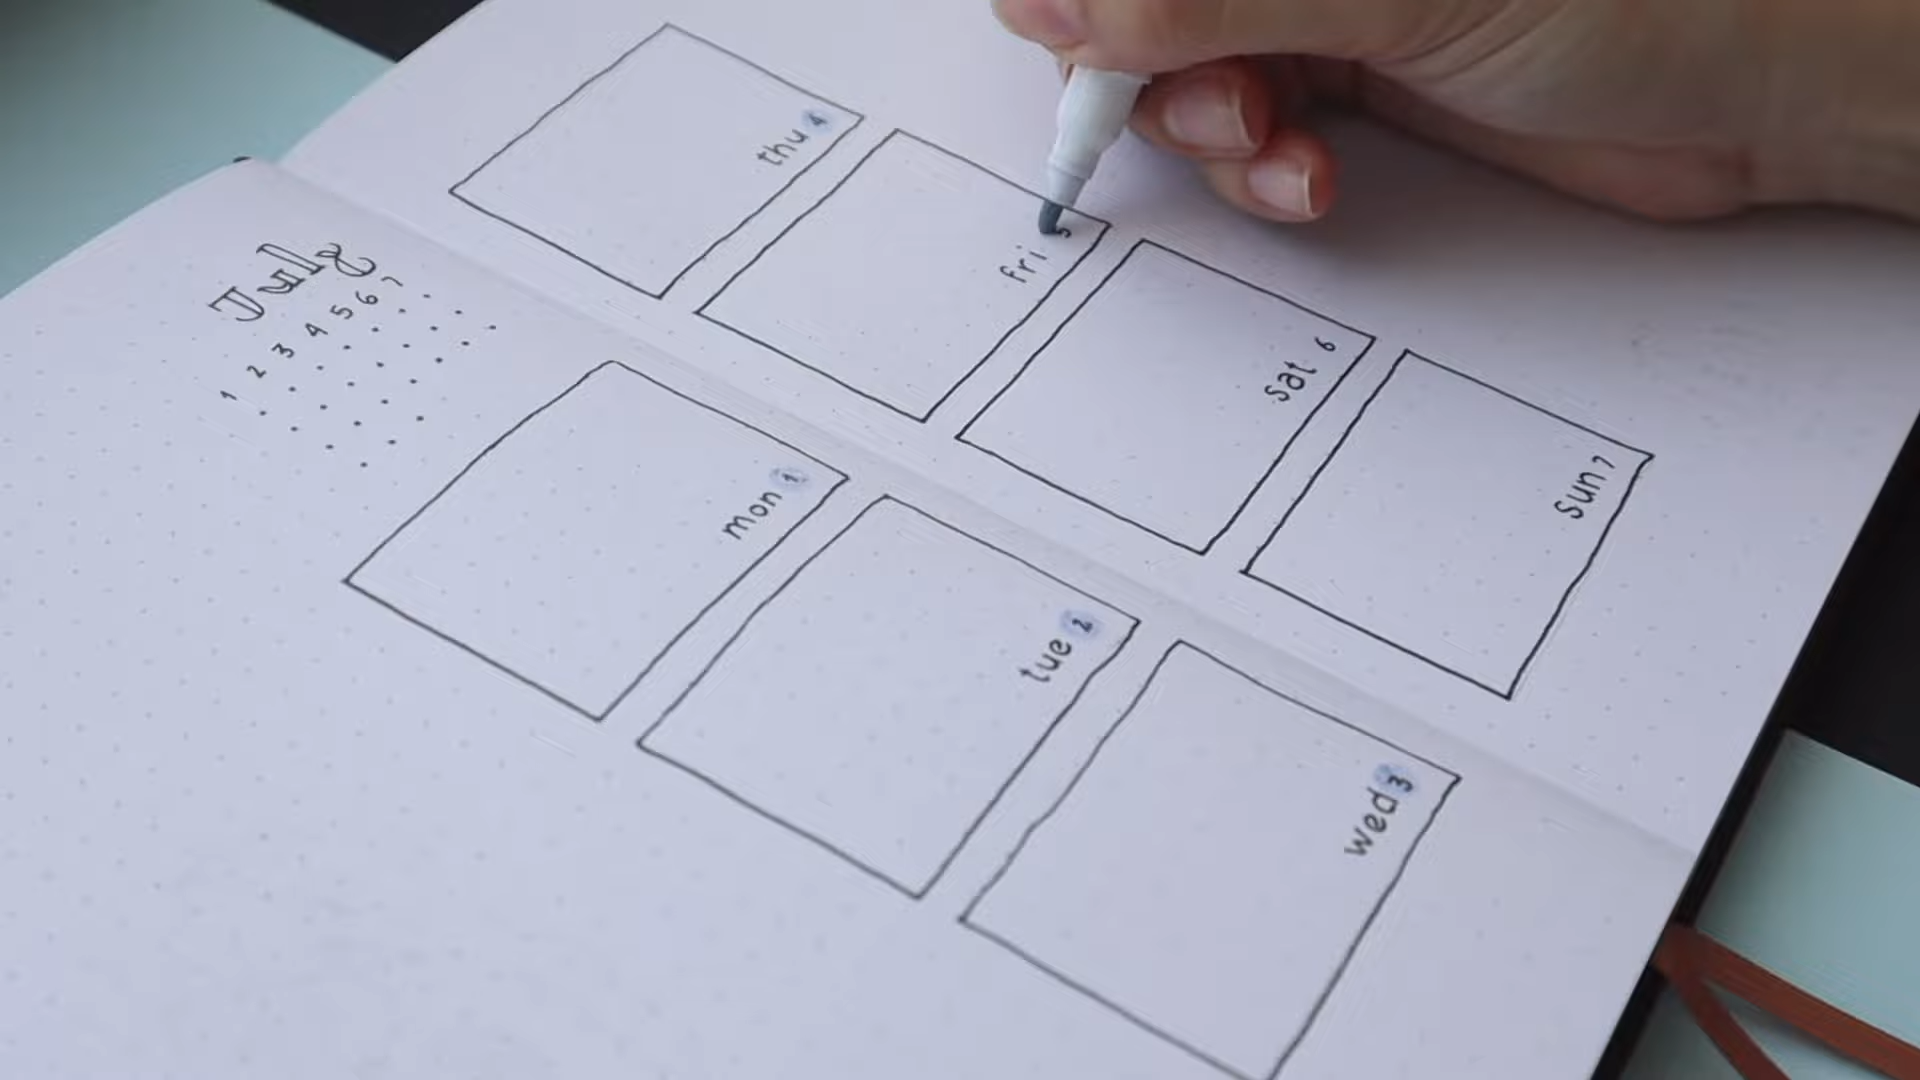 July
1 2 3 4 5 6 7
mon 1
tue 2
wed 3
thu 4
fri 5
sat 6
sun 7